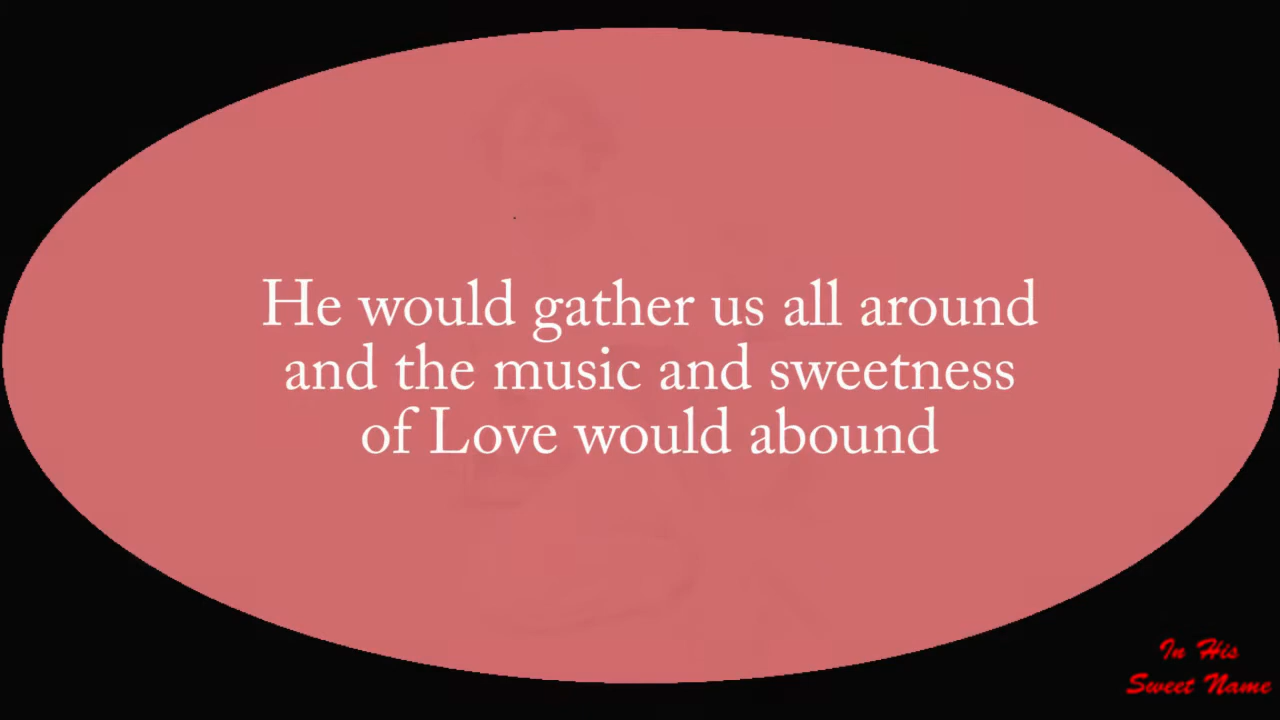 He would gather us all around
and the music and sweetness
of Love would abound
In His
Sweet Name